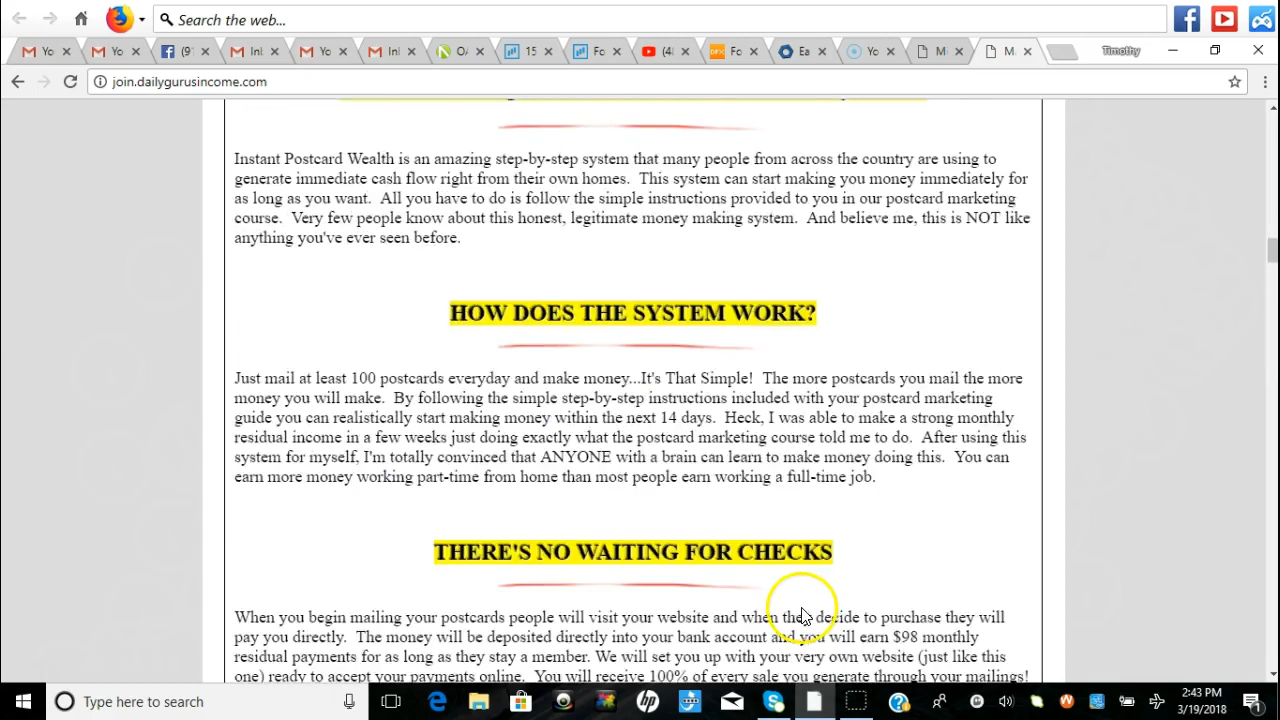 Search the web...
Yo
Yo
(9
Inl
Yo
Inl
OA
15
Fo
(4
Fo
Ea
Yo
Mi
M
Timothy
join.dailygurusincome.com
Instant Postcard Wealth is an amazing step-by-step system that many people from across the country are using to
generate immediate cash flow right from their own homes. This system can start making you money immediately for
as long as you want. All you have to do is follow the simple instructions provided to you in our postcard marketing
course. Very few people know about this honest, legitimate money making system. And believe me, this is NOT like
anything you've ever seen before.
HOW DOES THE SYSTEM WORK?
Just mail at least 100 postcards everyday and make money...It's That Simple! The more postcards you mail the more
money you will make. By following the simple step-by-step instructions included with your postcard marketing
guide you can realistically start making money within the next 14 days. Heck, I was able to make a strong monthly
residual income in a few weeks just doing exactly what the postcard marketing course told me to do. After using this
system for myself, I'm totally convinced that ANYONE with a brain can learn to make money doing this. You can
earn more money working part-time from home than most people earn working a full-time job.
THERE'S NO WAITING FOR CHECKS
When you begin mailing your postcards people will visit your website and when they decide to purchase they will
pay you directly. The money will be deposited directly into your bank account and you will earn $98 monthly
residual payments for as long as they stay a member. We will set you up with your very own website (just like this
one) ready to accept your payments online. You will receive 100% of every sale you generate through your mailings!
Type here to search
2:43 PM
3/19/2018